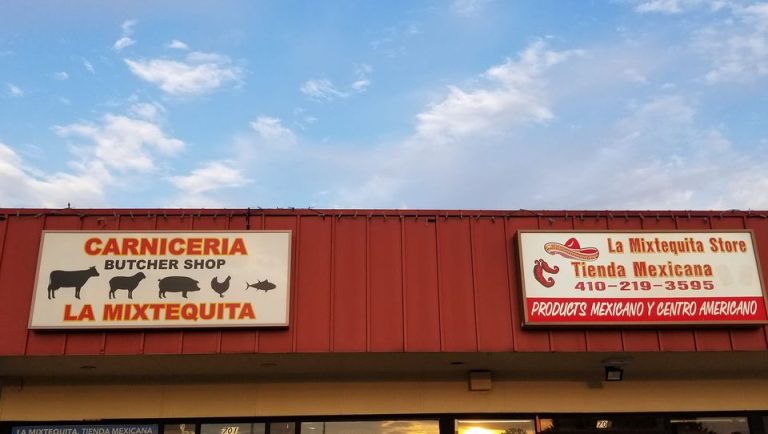 CARNICERIA
BUTCHER SHOP
LA MIXTEQUITA
La Mixtequita Store
Tienda Mexicana
410-219-3595
PRODUCTS MEXICANO Y CENTRO AMERICANO
LA MIXTEQUITA, TIENDA MEXICANA
701